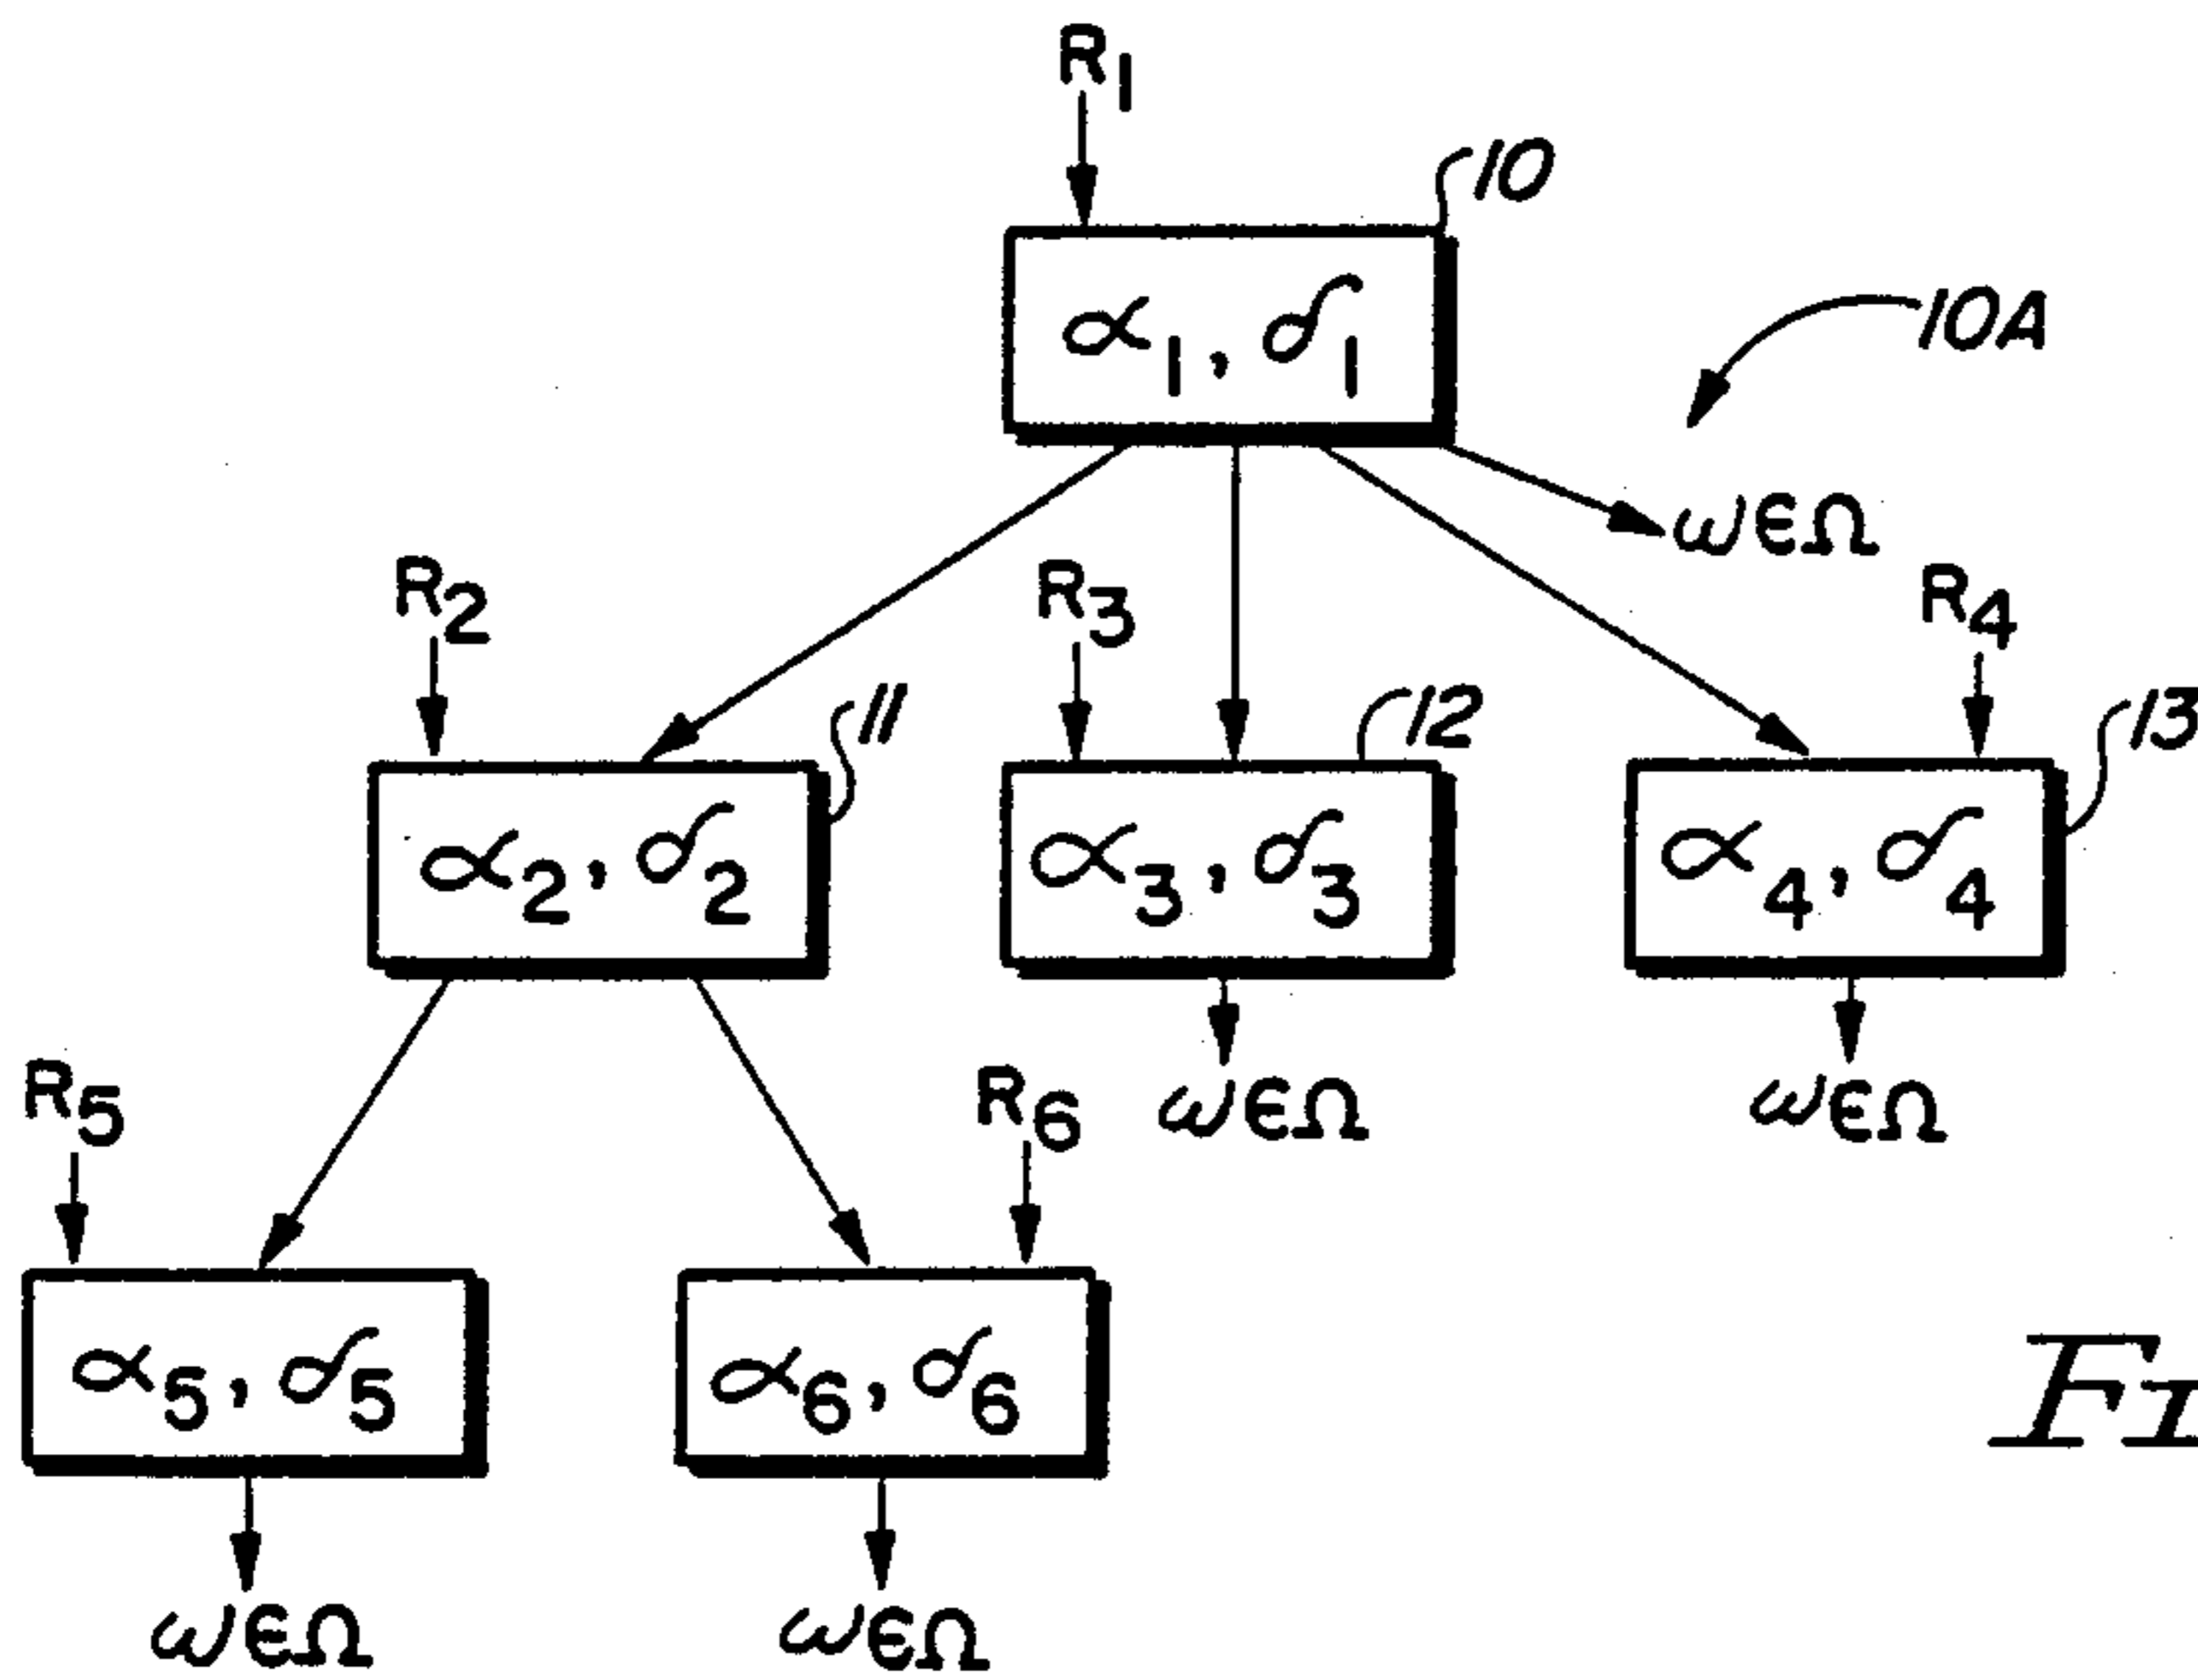 R1
10
α1, σ1
10A
ω∈Ω
R2
R3
R4
11
12
13
α2, σ2
α3, σ3
α4, σ4
R5
R6
ω∈Ω
ω∈Ω
α5, σ5
α6, σ6
ω∈Ω
ω∈Ω